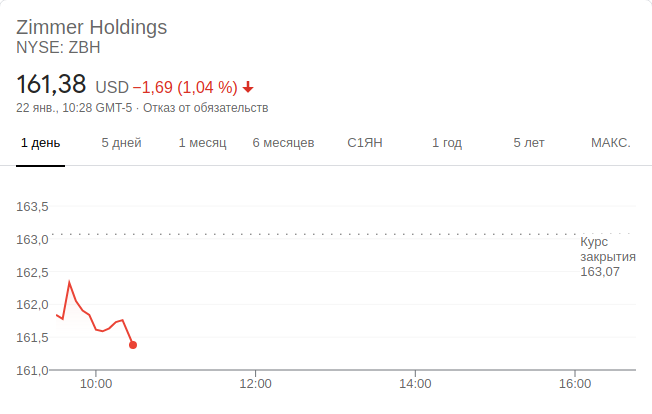 Zimmer Holdings
NYSE: ZBH
161,38 USD −1,69 (1,04 %)
22 янв., 10:28 GMT-5 · Отказ от обязательств
1 день 5 дней 1 месяц 6 месяцев С1ЯН 1 год 5 лет МАКС.
163,5
163,0
Курс
закрытия
162,5
163,07
162,0
161,5
161,0
10:00 12:00 14:00 16:00